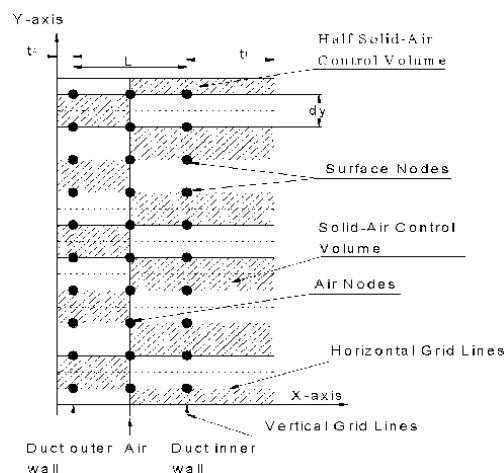 Y-axis
L
Half Solid-Air
Control Volume
dy
Surface Nodes
Solid-Air Control
Volume
Air Nodes
Horizontal Grid Lines
X-axis
Vertical Grid Lines
Duct outer
wall
Air
Duct inner
wall